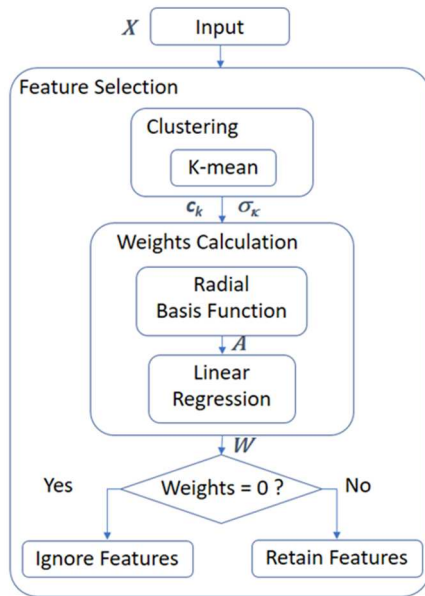 X Input
Feature Selection
Clustering
K-mean
c_k σ_κ
Weights Calculation
Radial
Basis Function
A
Linear
Regression
W
Yes Weights = 0 ? No
Ignore Features Retain Features